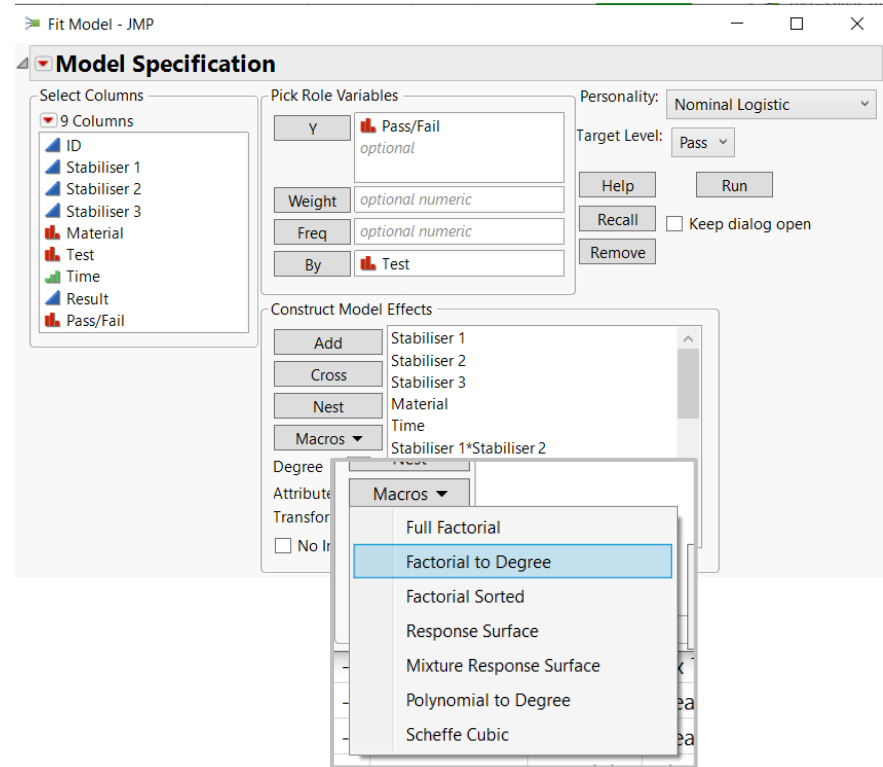 Fit Model - JMP
Model Specification
Select Columns
9 Columns
ID
Stabiliser 1
Stabiliser 2
Stabiliser 3
Material
Test
Time
Result
Pass/Fail
Pick Role Variables
Y
Pass/Fail
optional
Weight
optional numeric
Freq
optional numeric
By
Test
Personality:
Nominal Logistic
Target Level:
Pass
Help
Run
Recall
Keep dialog open
Remove
Construct Model Effects
Add
Cross
Nest
Macros
Stabiliser 1
Stabiliser 2
Stabiliser 3
Material
Time
Stabiliser 1*Stabiliser 2
Degree
Attribute
Transfor
No
Macros
Full Factorial
Factorial to Degree
Factorial Sorted
Response Surface
Mixture Response Surface
Polynomial to Degree
Scheffe Cubic